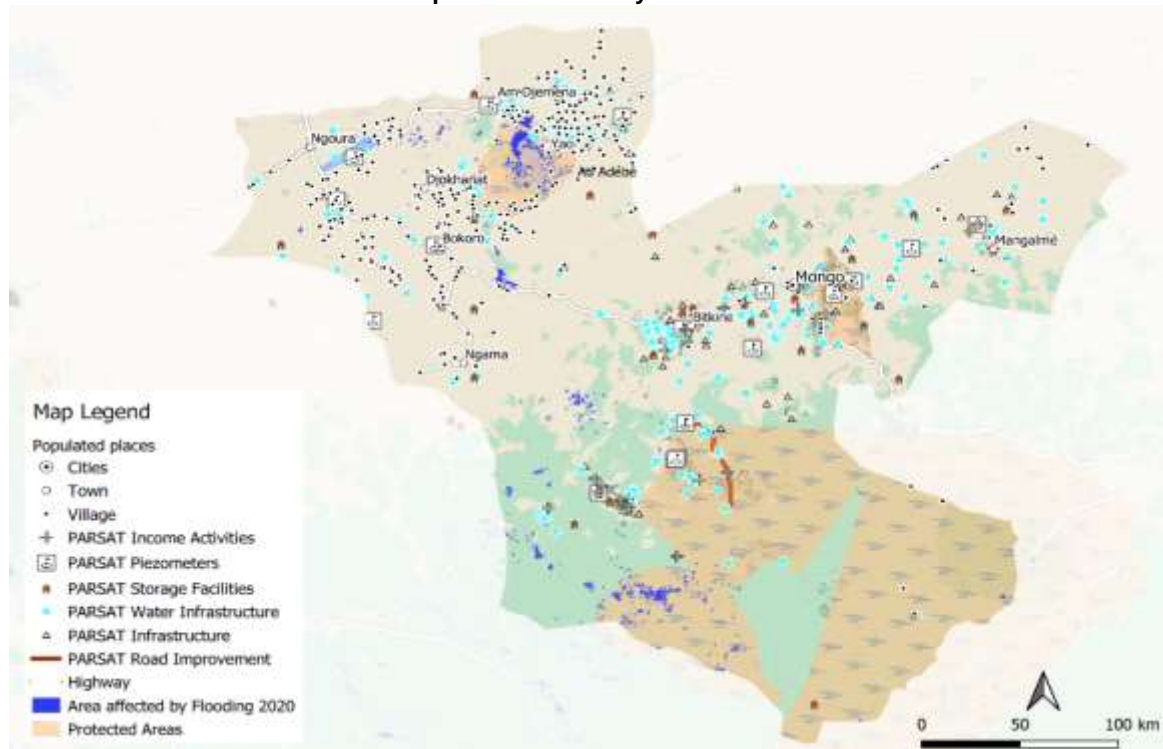 Am-Djemena
Ngoura
Yao
Djokhanat
Bokoro
Mangalmé
Mongo
Bitkine
Ngama
Map Legend
Populated places
Cities
Town
Village
PARSAT Income Activities
PARSAT Piezometers
PARSAT Storage Facilities
PARSAT Water Infrastructure
PARSAT Infrastructure
PARSAT Road Improvement
Highway
Area affected by Flooding 2020
Protected Areas
0 50 100 km